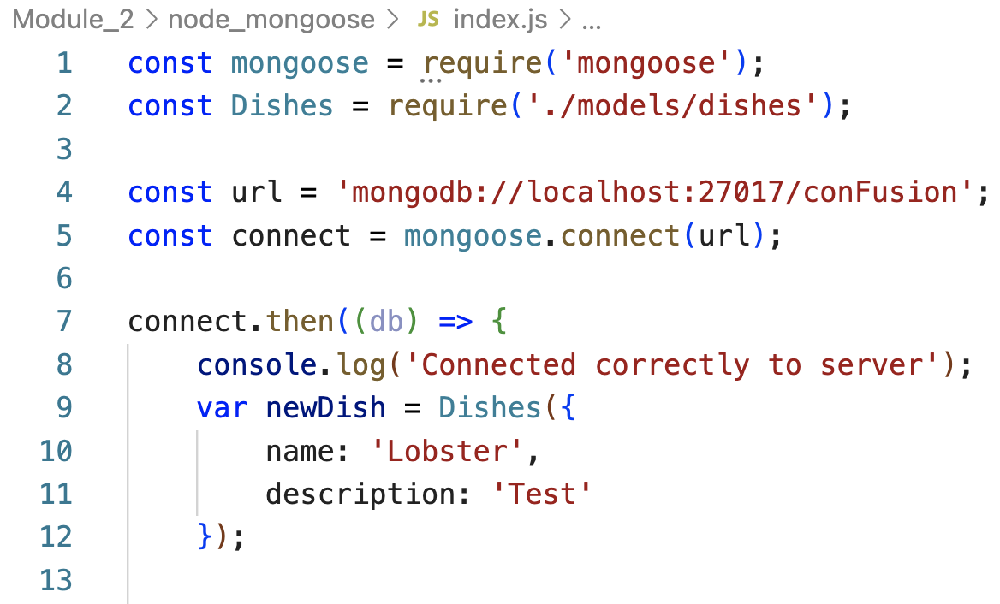 Module_2 > node_mongoose > JS index.js > ...
1 const mongoose = require('mongoose');
2 const Dishes = require('./models/dishes');
3
4 const url = 'mongodb://localhost:27017/conFusion';
5 const connect = mongoose.connect(url);
6
7 connect.then((db) => {
8     console.log('Connected correctly to server');
9     var newDish = Dishes({
10         name: 'Lobster',
11         description: 'Test'
12     });
13